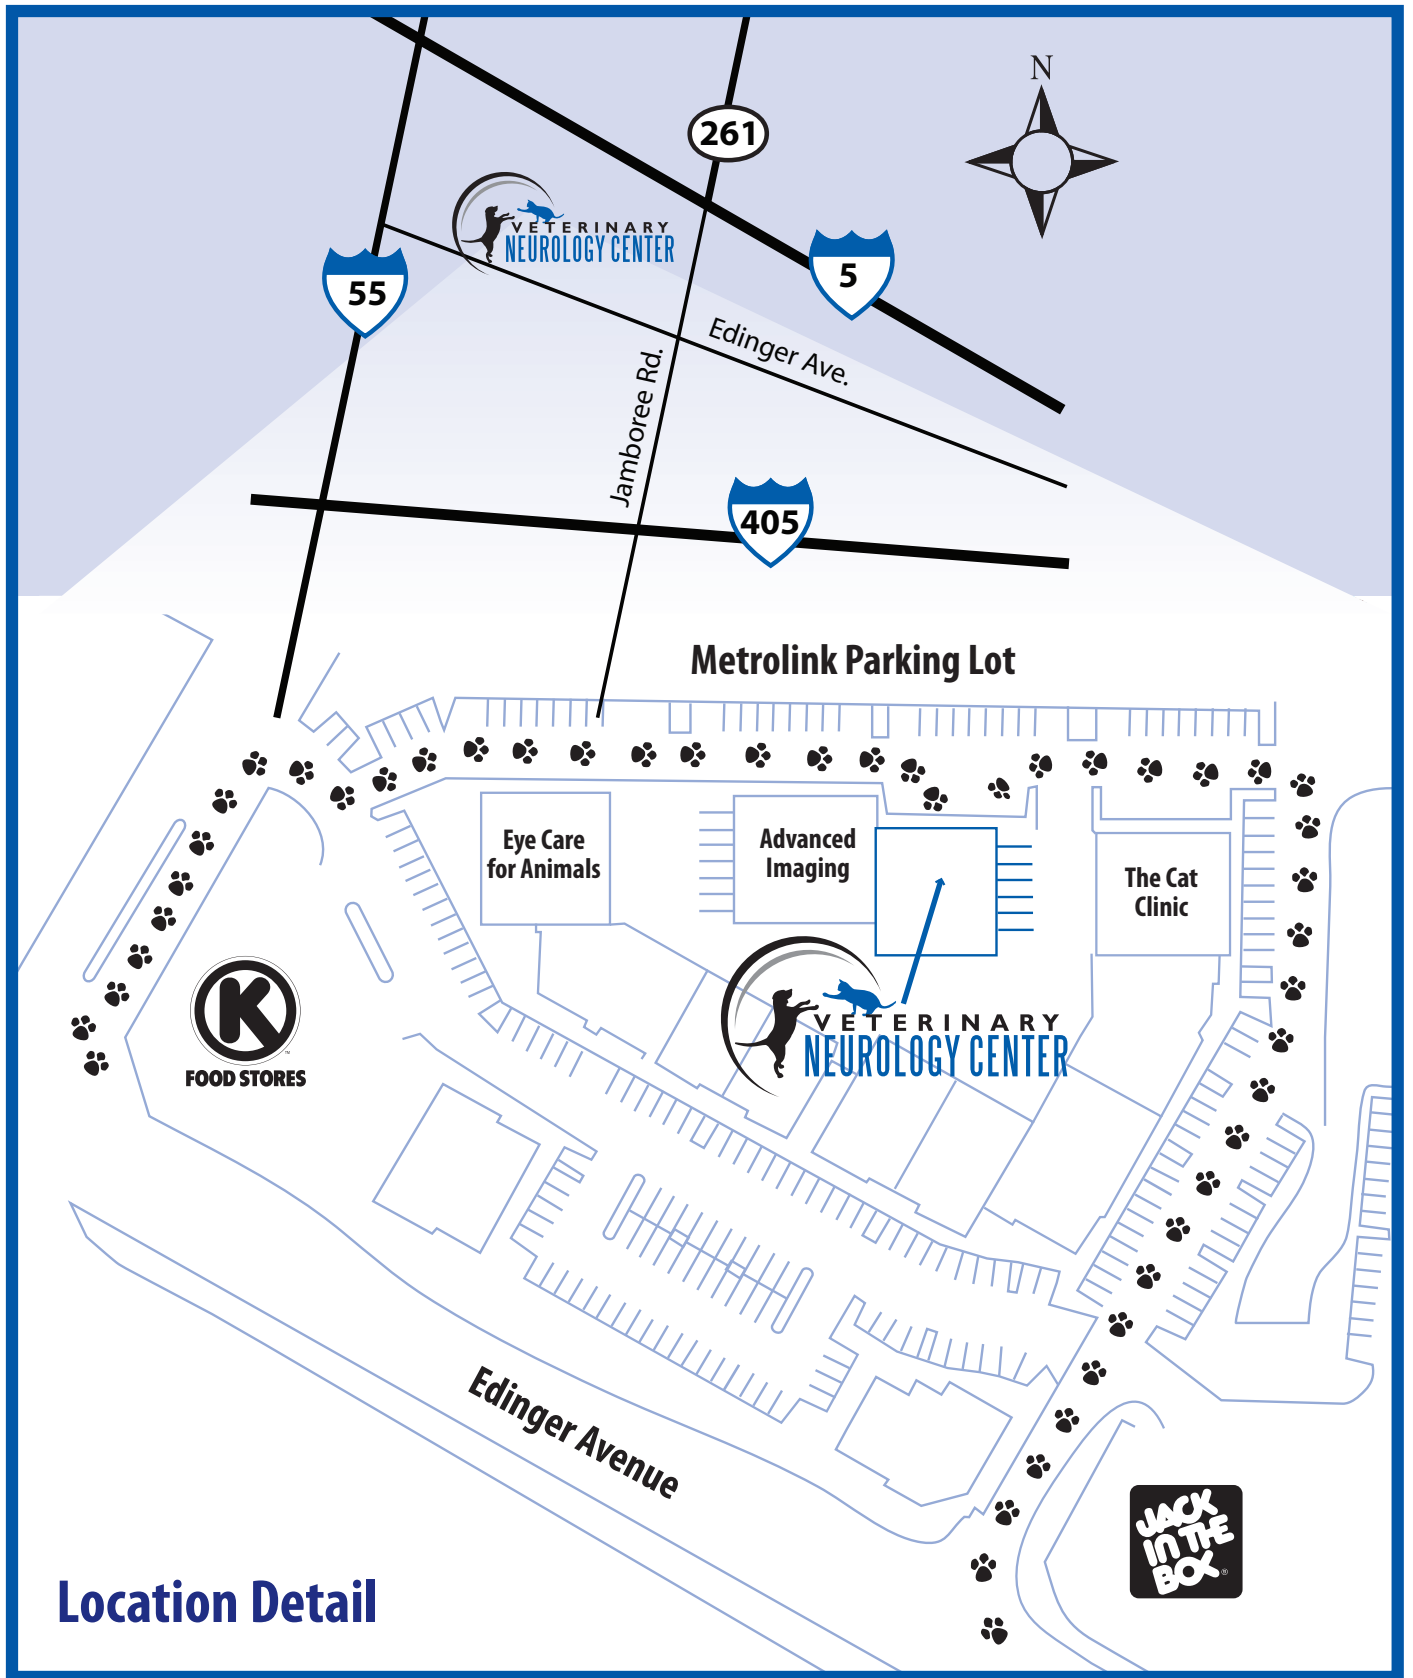 N
261
VETERINARY
NEUROLOGY CENTER
55
5
Edinger Ave.
Jamboree Rd.
405
Metrolink Parking Lot
Eye Care
for Animals
Advanced
Imaging
The Cat
Clinic
K
™
FOOD STORES
VETERINARY
NEUROLOGY CENTER
Edinger Avenue
JACK
IN THE
BOX®
Location Detail